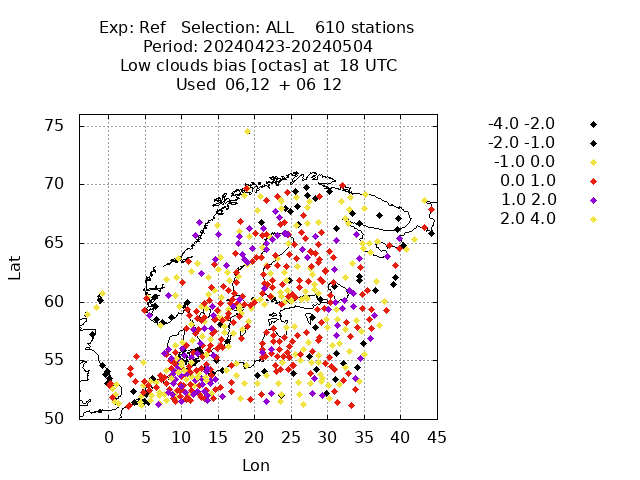 Exp: Ref   Selection: ALL    610 stations
Period: 20240423-20240504
Low clouds bias [octas] at  18 UTC
Used  06,12  + 06 12
-4.0 -2.0
-2.0 -1.0
-1.0 0.0
0.0 1.0
1.0 2.0
2.0 4.0
Lat
75
70
65
60
55
50
0 5 10 15 20 25 30 35 40 45
Lon